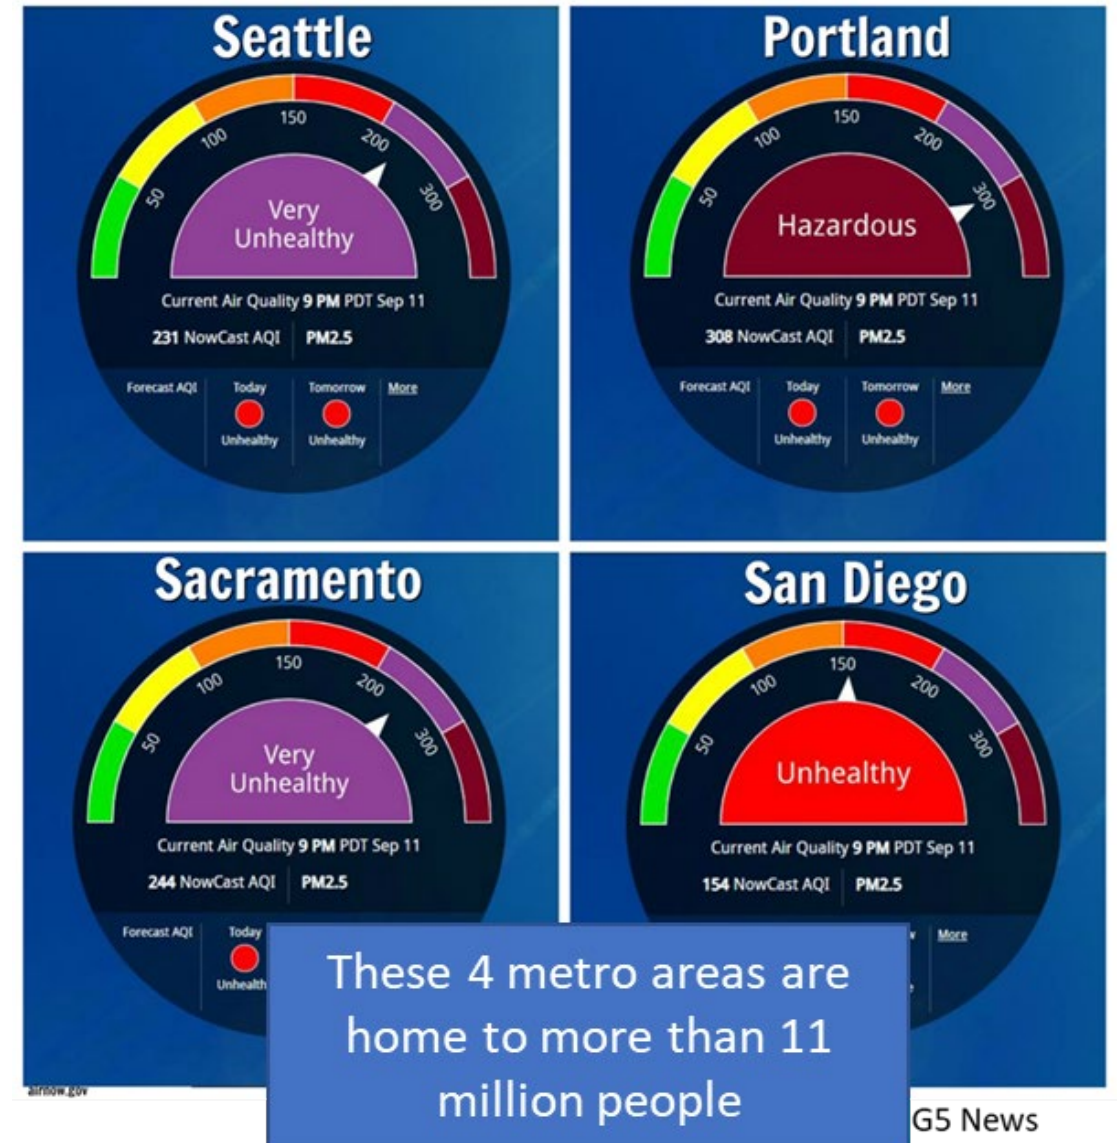 Seattle
50
100
150
200
300
Very
Unhealthy
Current Air Quality 9 PM PDT Sep 11
231 NowCast AQI PM2.5
Forecast AQI Today Tomorrow More
Unhealthy Unhealthy
Portland
50
100
150
200
300
Hazardous
Current Air Quality 9 PM PDT Sep 11
308 NowCast AQI PM2.5
Forecast AQI Today Tomorrow More
Unhealthy Unhealthy
Sacramento
50
100
150
200
300
Very
Unhealthy
Current Air Quality 9 PM PDT Sep 11
244 NowCast AQI PM2.5
Forecast AQI Today
Unhealth
San Diego
50
100
150
200
300
Unhealthy
Current Air Quality 9 PM PDT Sep 11
154 NowCast AQI PM2.5
More
These 4 metro areas are
home to more than 11
million people
airnow.gov
G5 News